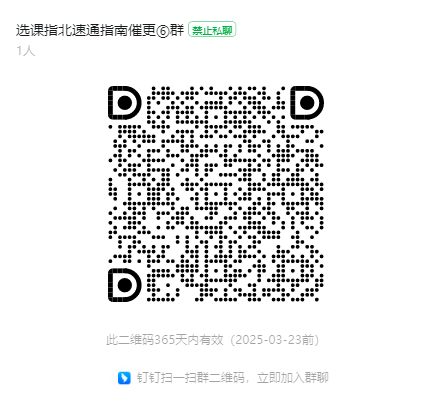 选课指北速通指南催更⑥群 禁止私聊
1人
此二维码365天内有效（2025-03-23前）
钉钉扫一扫群二维码，立即加入群聊